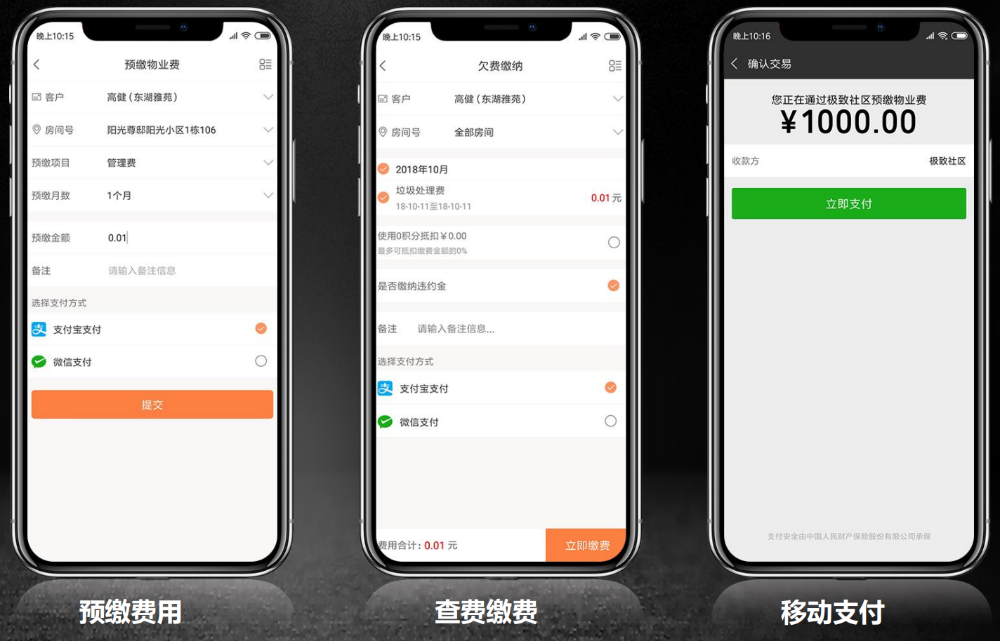 晚上10:15
预缴物业费
客户 高健（东湖雅苑）
房间号 阳光尊邸阳光小区1栋106
预缴项目 管理费
预缴月数 1个月
预缴金额 0.01
备注 请输入备注信息
选择支付方式
支付宝支付
微信支付
提交
预缴费用
晚上10:15
欠费缴纳
客户 高健（东湖雅苑）
房间号 全部房间
2018年10月
垃圾处理费
0.01 元
18-10-11至18-10-11
使用0积分抵扣￥0.00
最多可抵扣缴费金额的0%
是否缴纳违约金
备注 请输入备注信息...
选择支付方式
支付宝支付
微信支付
费用合计：0.01 元
立即缴费
查费缴费
晚上10:16
确认交易
您正在通过极致社区预缴物业费
￥1000.00
收款方 极致社区
立即支付
支付安全由中国人民财产保险股份有限公司承保
移动支付